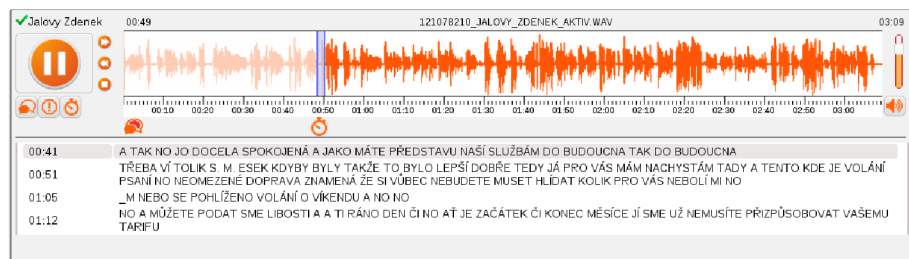 Jalovy Zdenek 00:49 121078210_JALOVY_ZDENEK_AKTIV.WAV 03:09
00:10 00:20 00:30 00:40 00:50 01:00 01:10 01:20 01:30 01:40 01:50 02:00 02:10 02:20 02:30 02:40 02:50 03:00
00:41 A TAK NO JO DOCELA SPOKOJENÁ A JAKO MÁTE PŘEDSTAVU NAŠÍ SLUŽBÁM DO BUDOUCNA TAK DO BUDOUCNA
00:51 TŘEBA VÍ TOLIK S. M. ESEK KDYBY BYLY TAKŽE TO BYLO LEPŠÍ DOBŘE TEDY JÁ PRO VÁS MÁM NACHYSTÁM TADY A TENTO KDE JE VOLÁNÍ
PSANÍ NO NEOMEZENÉ DOPRAVA ZNAMENÁ ŽE SI VŮBEC NEBUDETE MUSET HLÍDAT KOLIK PRO VÁS NEBOLÍ MI NO
01:05 _M NEBO SE POHLÍŽENO VOLÁNÍ O VÍKENDU A NO NO
01:12 NO A MŮŽETE PODAT SME LIBOSTI A A TI RÁNO DEN ČI NO AŤ JE ZAČÁTEK ČI KONEC MĚSÍCE JÍ SME UŽ NEMUSÍTE PŘIZPŮSOBOVAT VAŠEMU
TARIFU